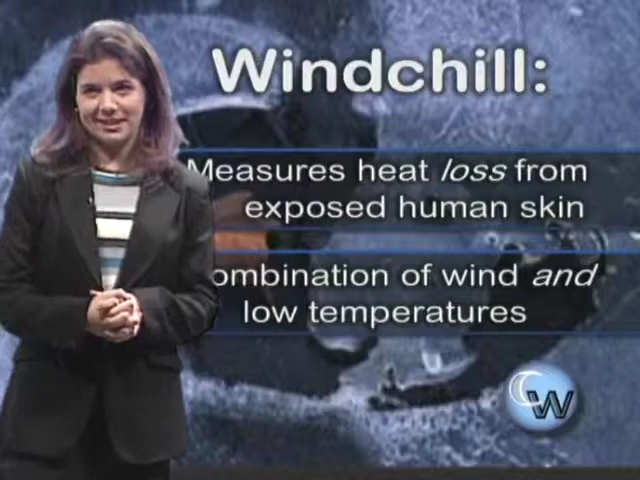 Windchill:
Measures heat loss from
exposed human skin
ombination of wind and
low temperatures
W